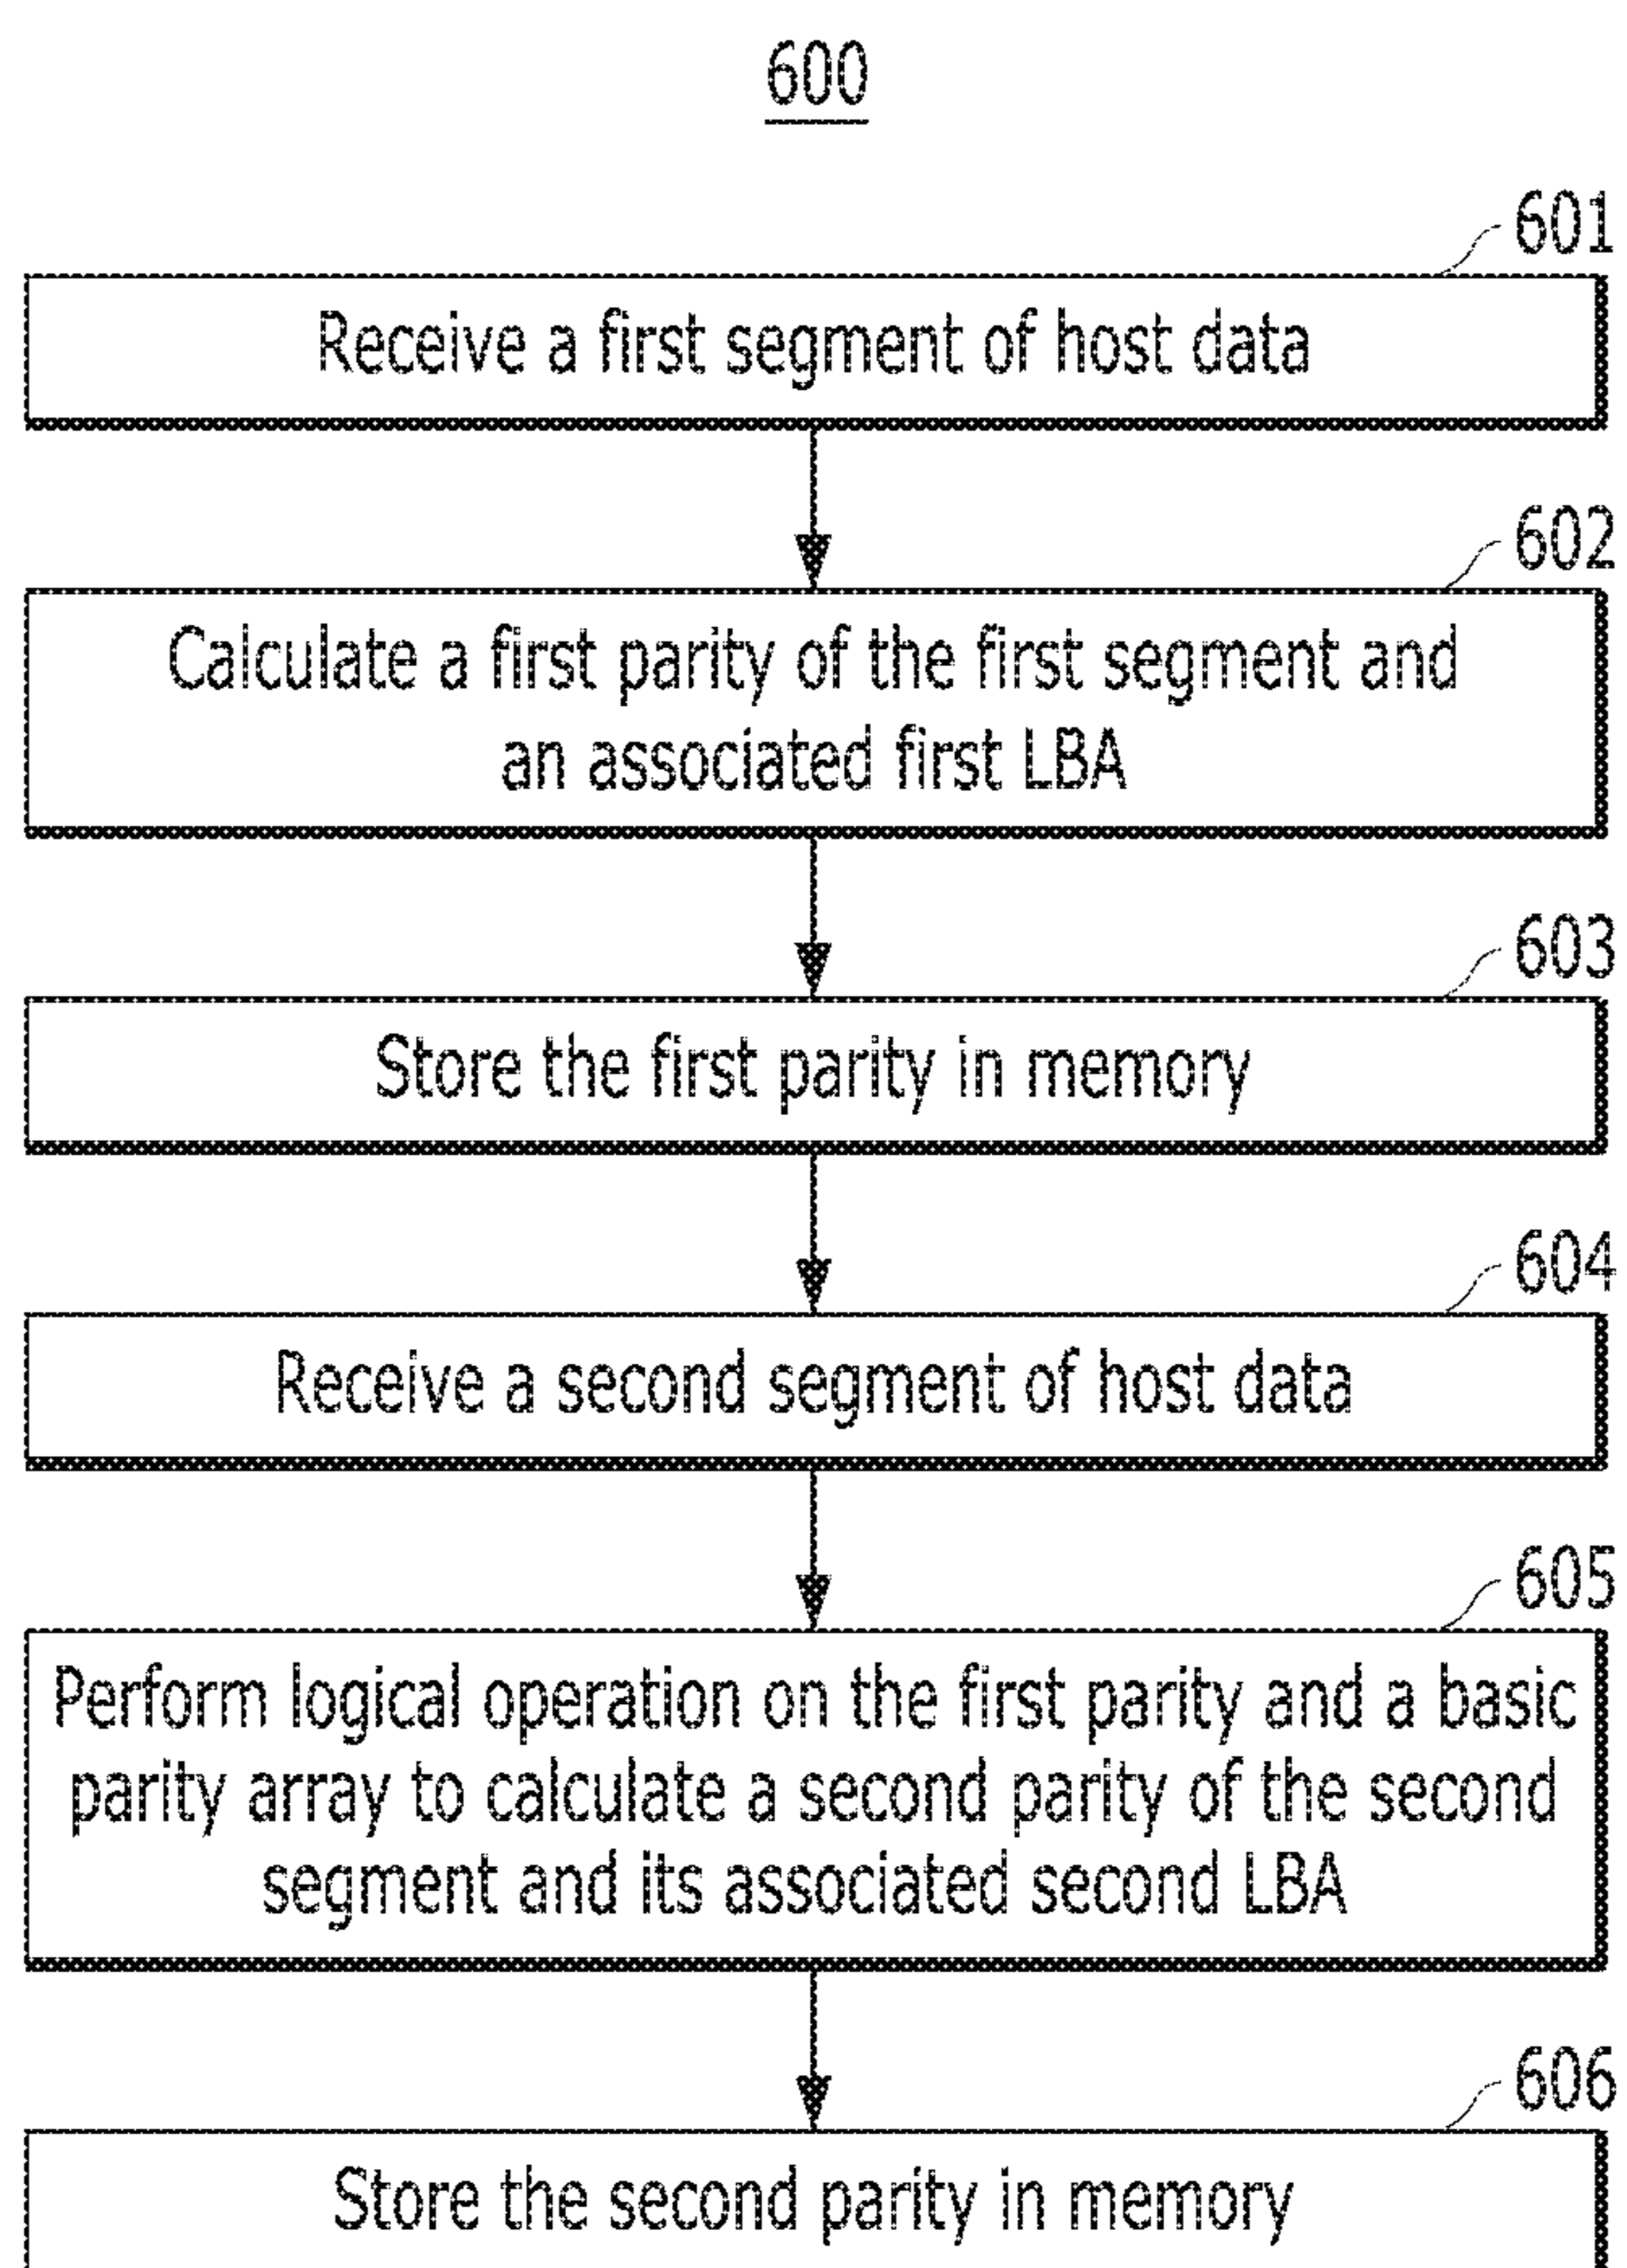 600
601
Receive a first segment of host data
602
Calculate a first parity of the first segment and
an associated first LBA
603
Store the first parity in memory
604
Receive a second segment of host data
605
Perform logical operation on the first parity and a basic
parity array to calculate a second parity of the second
segment and its associated second LBA
606
Store the second parity in memory